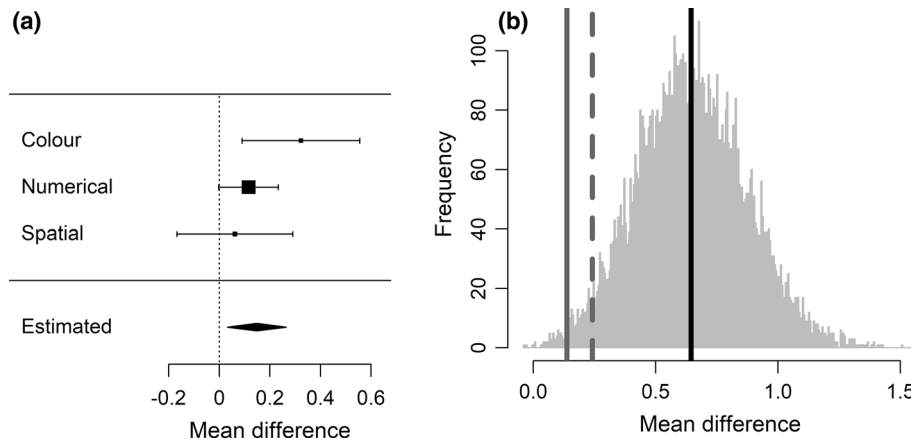 (a)
Colour
Numerical
Spatial
Estimated
-0.2 0 0.2 0.4 0.6
Mean difference
(b)
100
80
60
40
20
0
Frequency
0.0 0.5 1.0 1.5
Mean difference